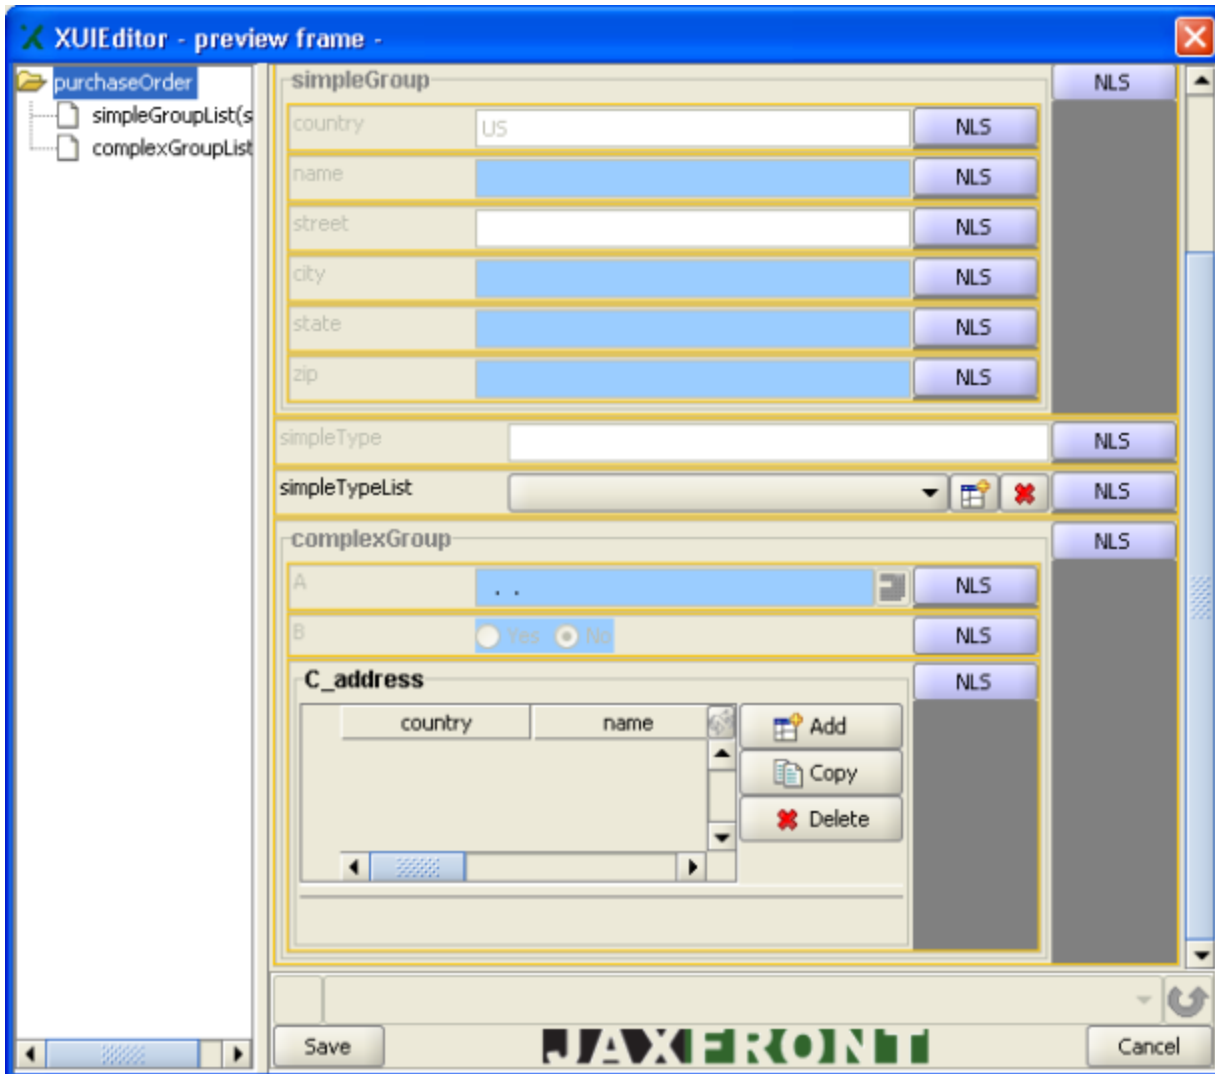 XUIEditor - preview frame -
purchaseOrder
simpleGroupList(s
complexGroupList
simpleGroup
NLS
country US NLS
name NLS
street NLS
city NLS
state NLS
zip NLS
simpleType NLS
simpleTypeList NLS
complexGroup NLS
A . . NLS
B Yes No NLS
C_address NLS
country name
Add
Copy
Delete
Save JAXFRONT Cancel